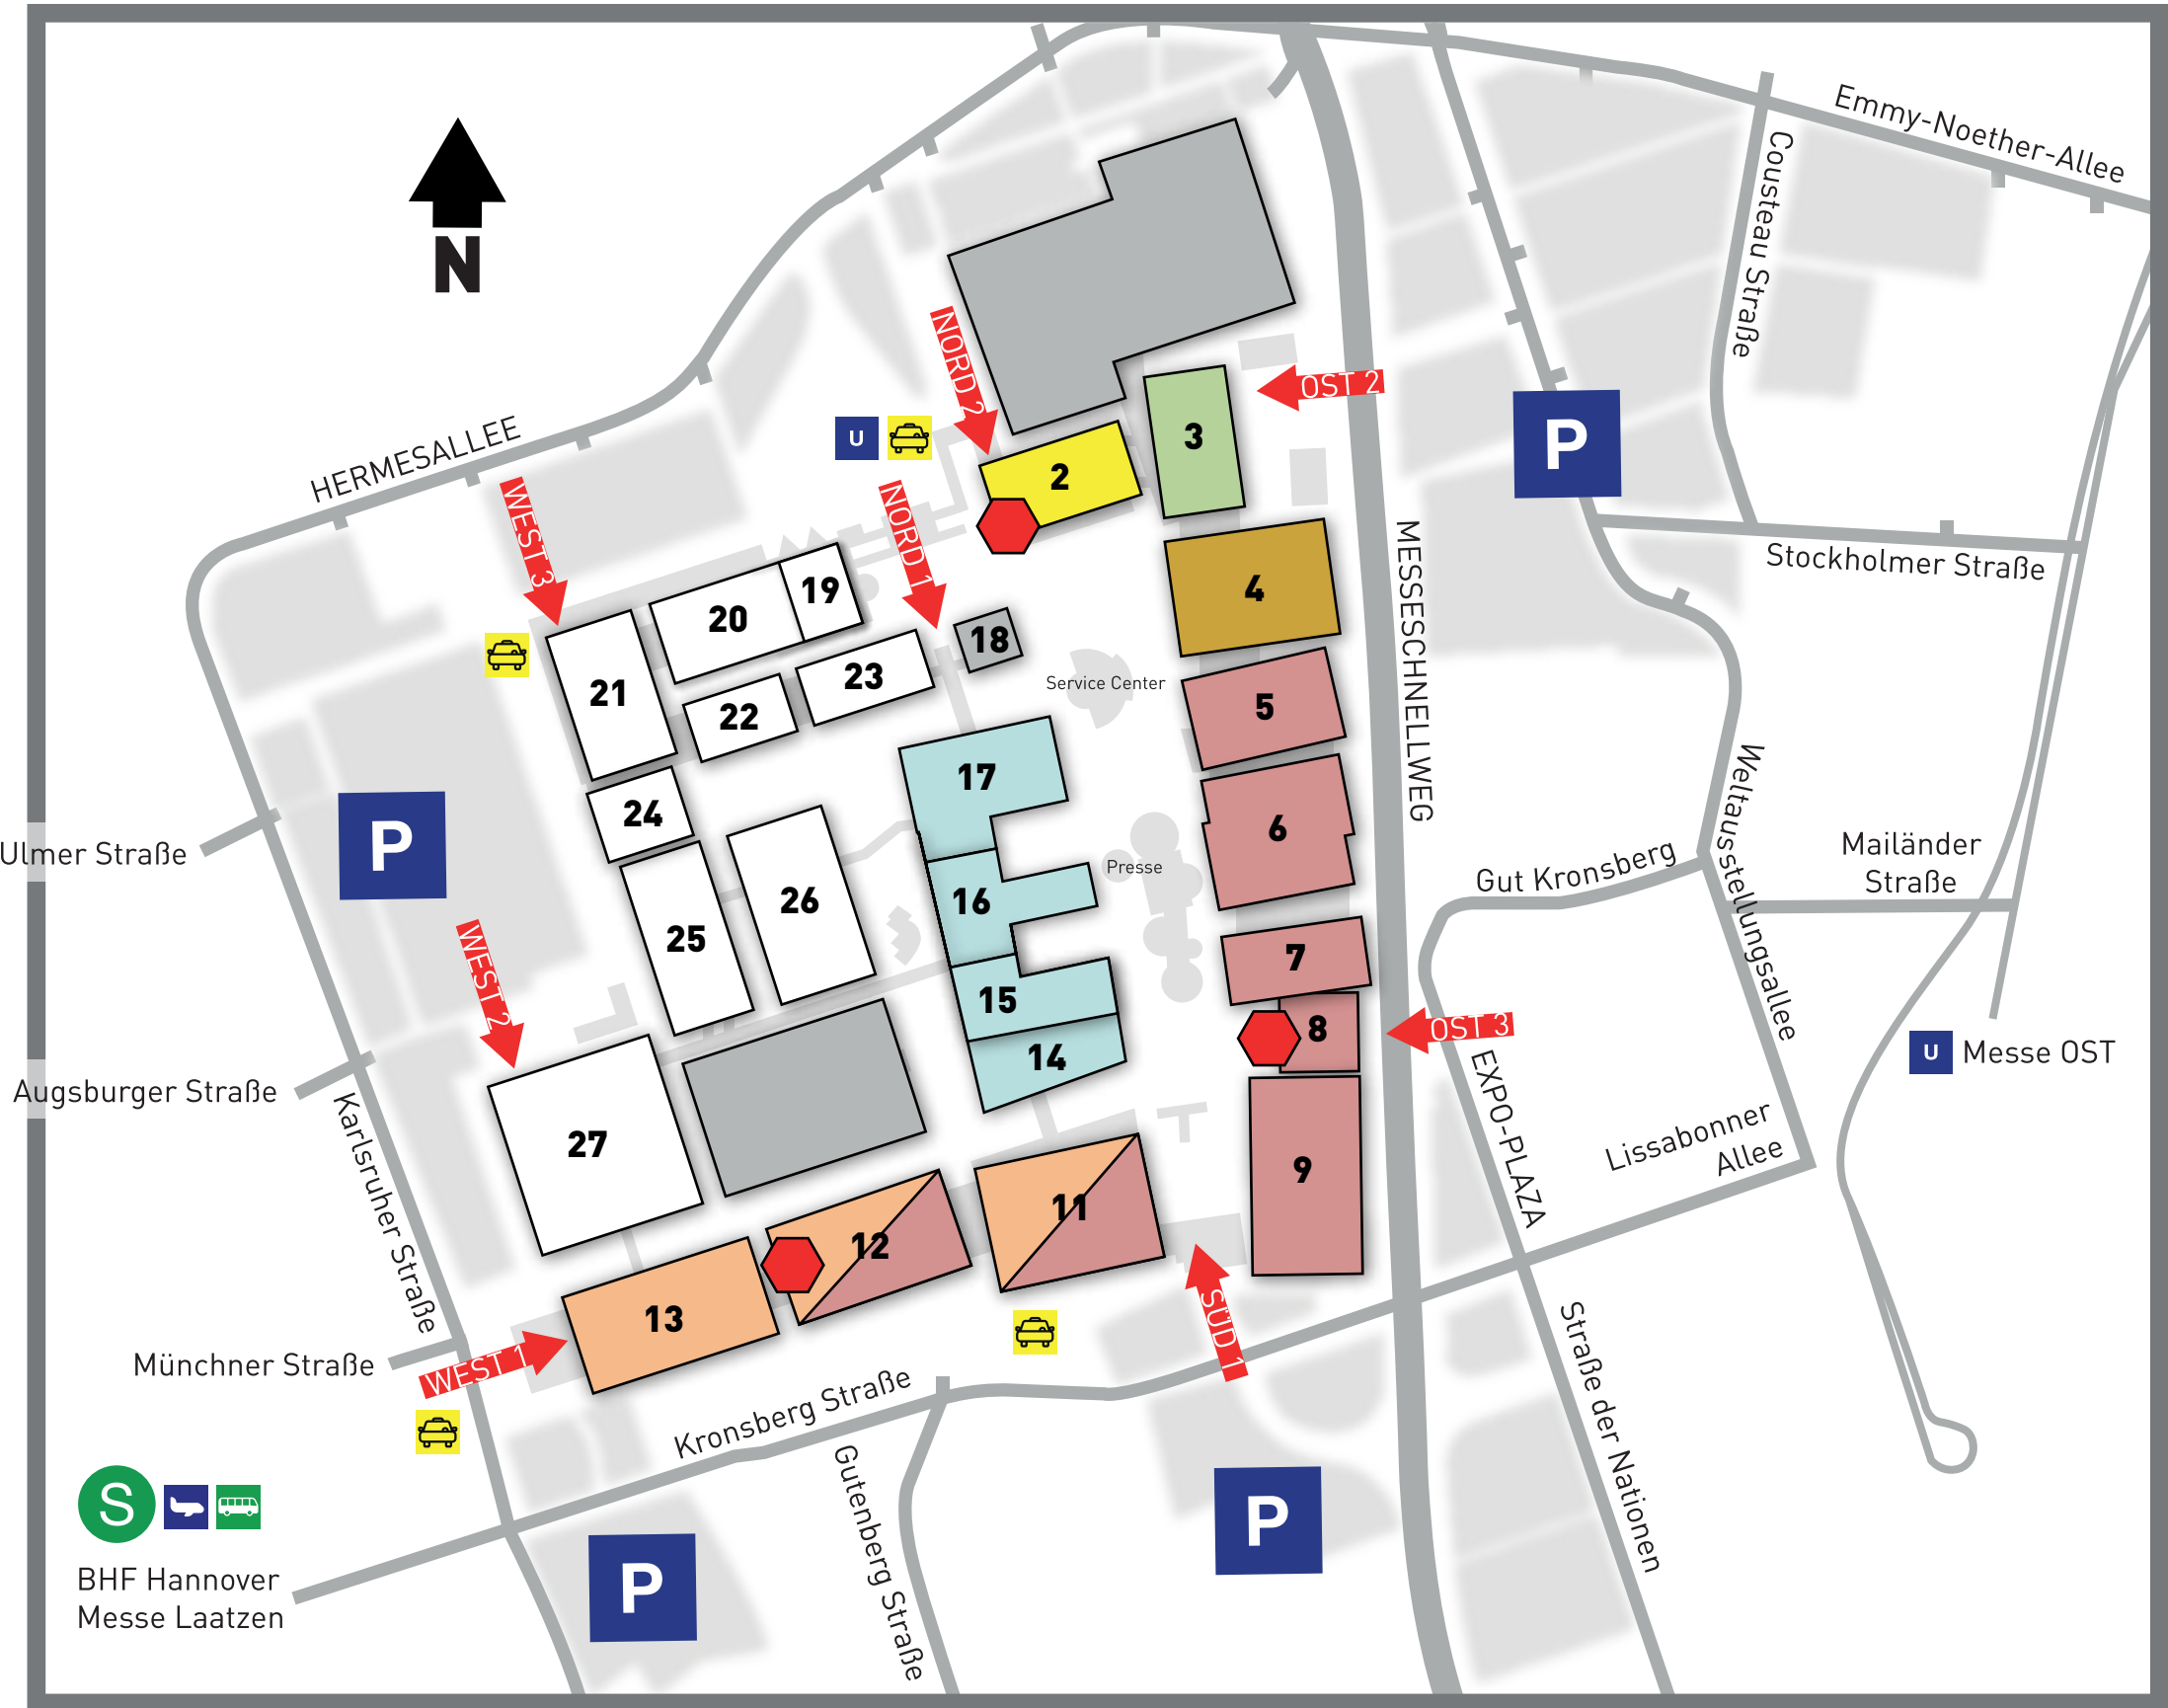 Emmy-Noether-Allee
Cousteau Straße
N
NORD 2
OST 2
HERMESALLEE
U
P
3
2
WEST 3
NORD 1
MESSESCHNELLWEG
Stockholmer Straße
4
19
20
18
23
Service Center
21
22
5
17
24
6
Weltausstellungsallee
Ulmer Straße
P
Presse
Gut Kronsberg
Mailänder
Straße
26
16
25
WEST 2
7
15
8
OST 3
14
U Messe OST
Augsburger Straße
Karlsruher Straße
27
EXPO-PLAZA
Lissabonner
Allee
9
11
12
13
SÜD 1
Münchner Straße
WEST 1
Kronsberg Straße
Straße der Nationen
Gutenberg Straße
S
P
P
BHF Hannover
Messe Laatzen